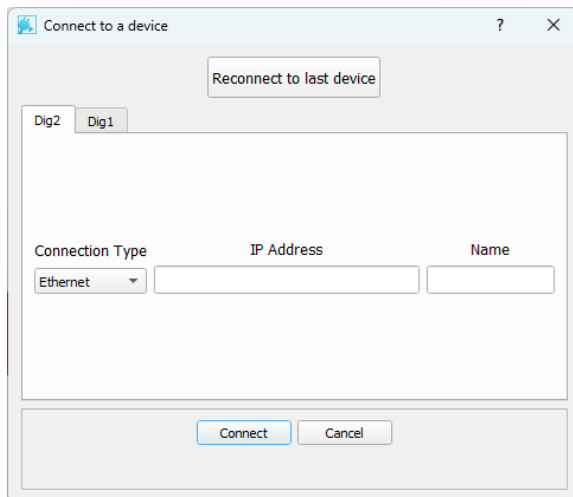 Connect to a device
?
Reconnect to last device
Dig2 Dig1
Connection Type IP Address Name
Ethernet
Connect Cancel